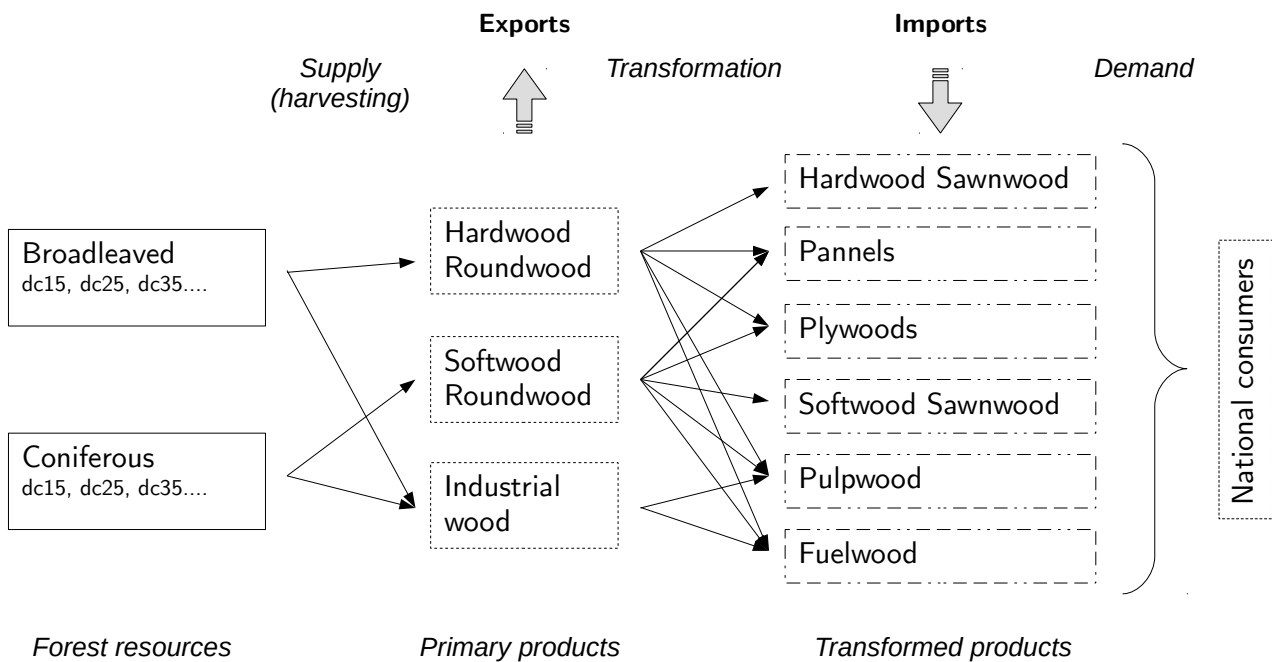 Exports
Imports
Supply
(harvesting)
Transformation
Demand
Broadleaved
dc15, dc25, dc35....
Coniferous
dc15, dc25, dc35....
Hardwood
Roundwood
Softwood
Roundwood
Industrial
wood
Hardwood Sawnwood
Pannels
Plywoods
Softwood Sawnwood
Pulpwood
Fuelwood
National consumers
Forest resources
Primary products
Transformed products